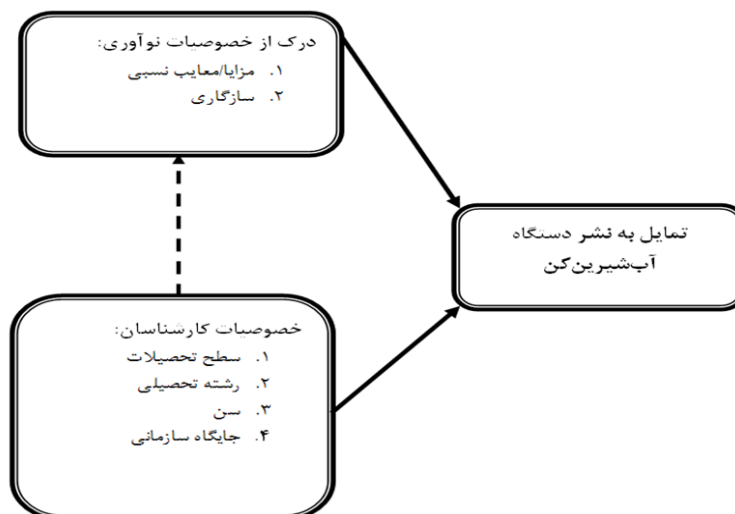 درک از خصوصیات نوآوری:
۱. مزایا/معایب نسبی
۲. سازگاری
تمایل به نشر دستگاه
آب‌شیرین‌کن
خصوصیات کارشناسان:
۱. سطح تحصیلات
۲. رشته تحصیلی
۳. سن
۴. جایگاه سازمانی